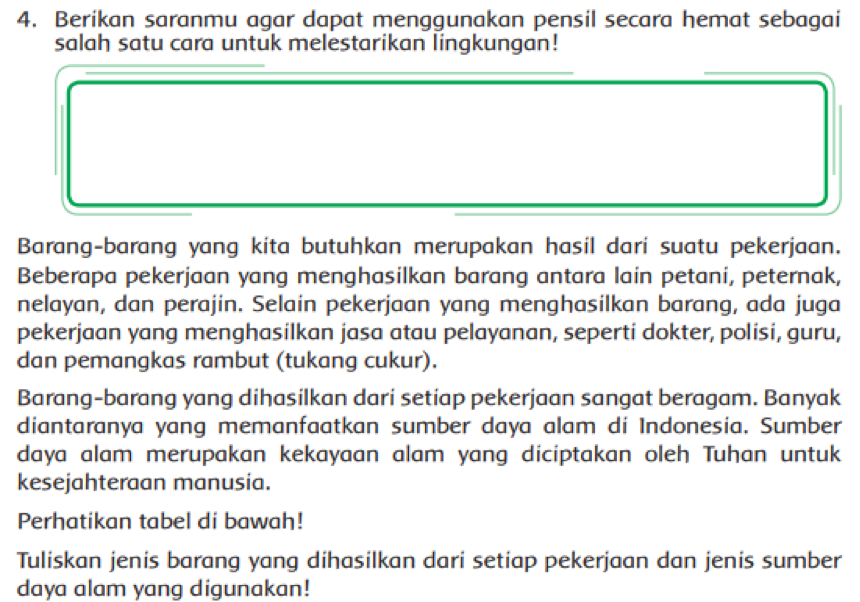 4. Berikan saranmu agar dapat menggunakan pensil secara hemat sebagai
salah satu cara untuk melestarikan lingkungan!
Barang-barang yang kita butuhkan merupakan hasil dari suatu pekerjaan.
Beberapa pekerjaan yang menghasilkan barang antara lain petani, peternak,
nelayan, dan perajin. Selain pekerjaan yang menghasilkan barang, ada juga
pekerjaan yang menghasilkan jasa atau pelayanan, seperti dokter, polisi, guru,
dan pemangkas rambut (tukang cukur).
Barang-barang yang dihasilkan dari setiap pekerjaan sangat beragam. Banyak
diantaranya yang memanfaatkan sumber daya alam di Indonesia. Sumber
daya alam merupakan kekayaan alam yang diciptakan oleh Tuhan untuk
kesejahteraan manusia.
Perhatikan tabel di bawah!
Tuliskan jenis barang yang dihasilkan dari setiap pekerjaan dan jenis sumber
daya alam yang digunakan!